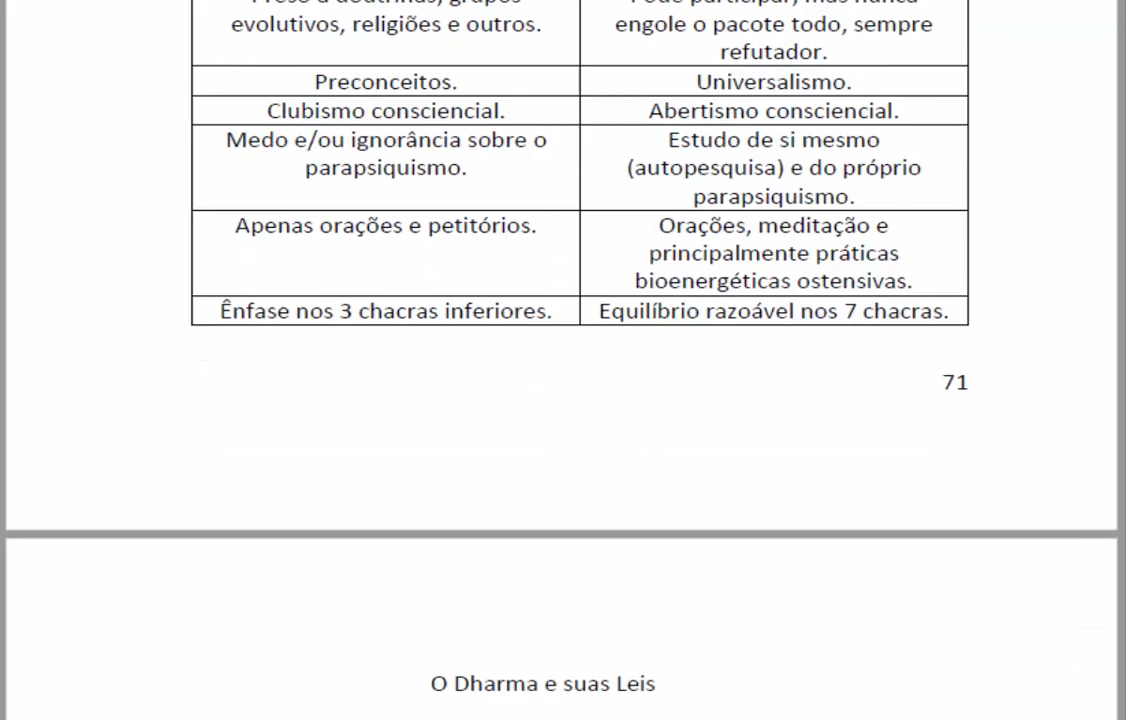 evolutivos, religiões e outros.
engole o pacote todo, sempre
refutador.
Preconceitos.
Universalismo.
Clubismo consciencial.
Abertismo consciencial.
Medo e/ou ignorância sobre o
parapsiquismo.
Estudo de si mesmo
(autopesquisa) e do próprio
parapsiquismo.
Apenas orações e petitórios.
Orações, meditação e
principalmente práticas
bioenergéticas ostensivas.
Ênfase nos 3 chacras inferiores.
Equilíbrio razoável nos 7 chacras.
71
O Dharma e suas Leis